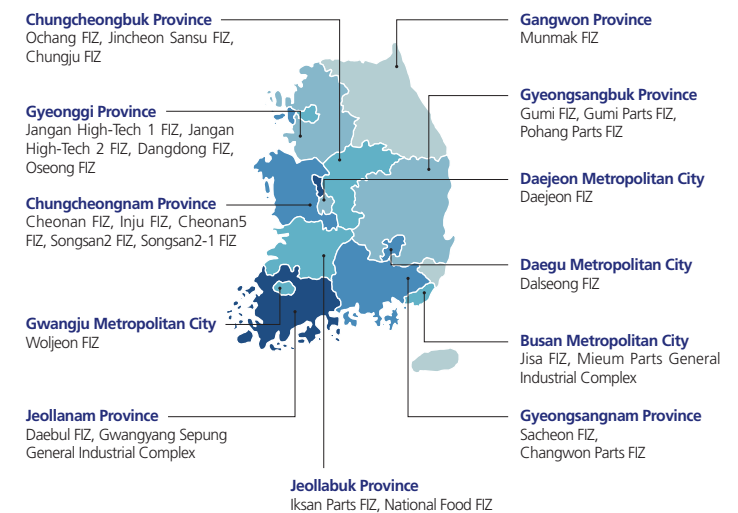 Chungcheongbuk Province
Ochang FIZ, Jincheon Sansu FIZ,
Chungju FIZ
Gyeonggi Province
Jangan High-Tech 1 FIZ, Jangan
High-Tech 2 FIZ, Dangdong FIZ,
Oseong FIZ
Chungcheongnam Province
Cheonan FIZ, Inju FIZ, Cheonan5
FIZ, Songsan2 FIZ, Songsan2-1 FIZ
Gwangju Metropolitan City
Woljeon FIZ
Jeollanam Province
Daebul FIZ, Gwangyang Sepung
General Industrial Complex
Jeollabuk Province
Iksan Parts FIZ, National Food FIZ
Gangwon Province
Munmak FIZ
Gyeongsangbuk Province
Gumi FIZ, Gumi Parts FIZ,
Pohang Parts FIZ
Daejeon Metropolitan City
Daejeon FIZ
Daegu Metropolitan City
Dalseong FIZ
Busan Metropolitan City
Jisa FIZ, Mieum Parts General
Industrial Complex
Gyeongsangnam Province
Sacheon FIZ,
Changwon Parts FIZ